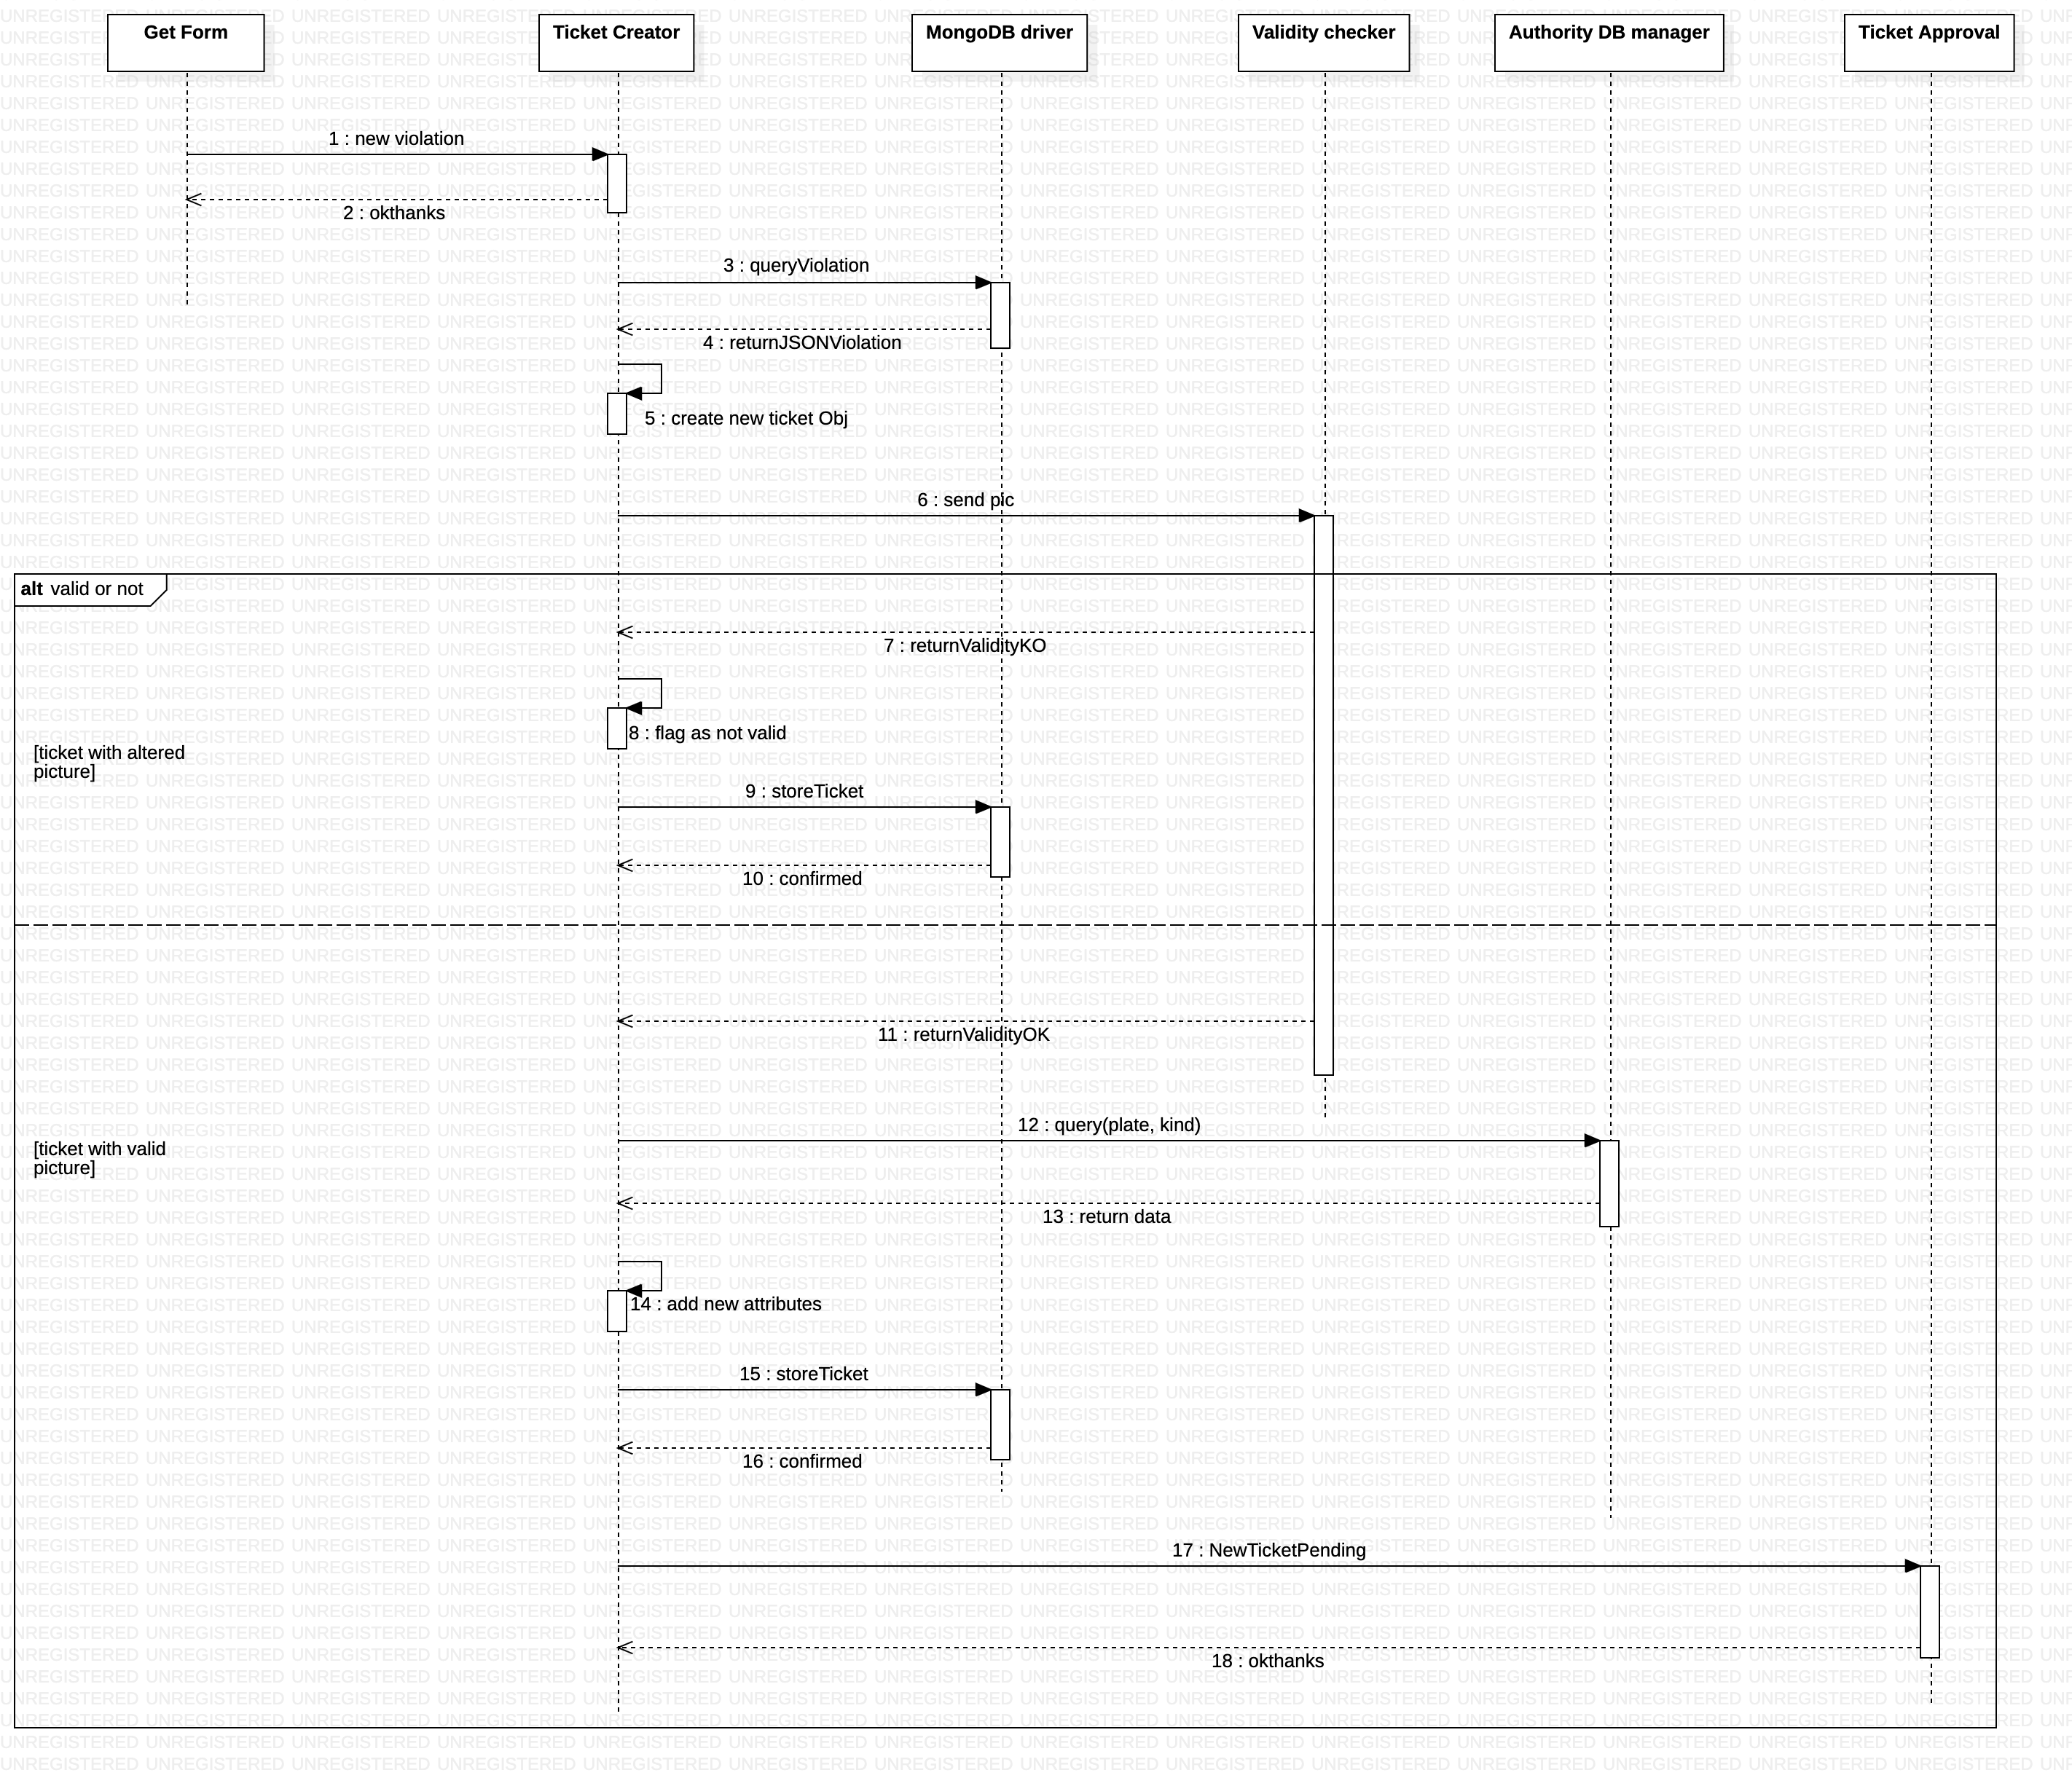 Get Form
Ticket Creator
MongoDB driver
Validity checker
Authority DB manager
Ticket Approval
1 : new violation
2 : okthanks
3 : queryViolation
4 : returnJSONViolation
5 : create new ticket Obj
6 : send pic
alt valid or not
7 : returnValidityKO
8 : flag as not valid
[ticket with altered
picture]
9 : storeTicket
10 : confirmed
11 : returnValidityOK
12 : query(plate, kind)
[ticket with valid
picture]
13 : return data
14 : add new attributes
15 : storeTicket
16 : confirmed
17 : NewTicketPending
18 : okthanks
UNREGISTERED